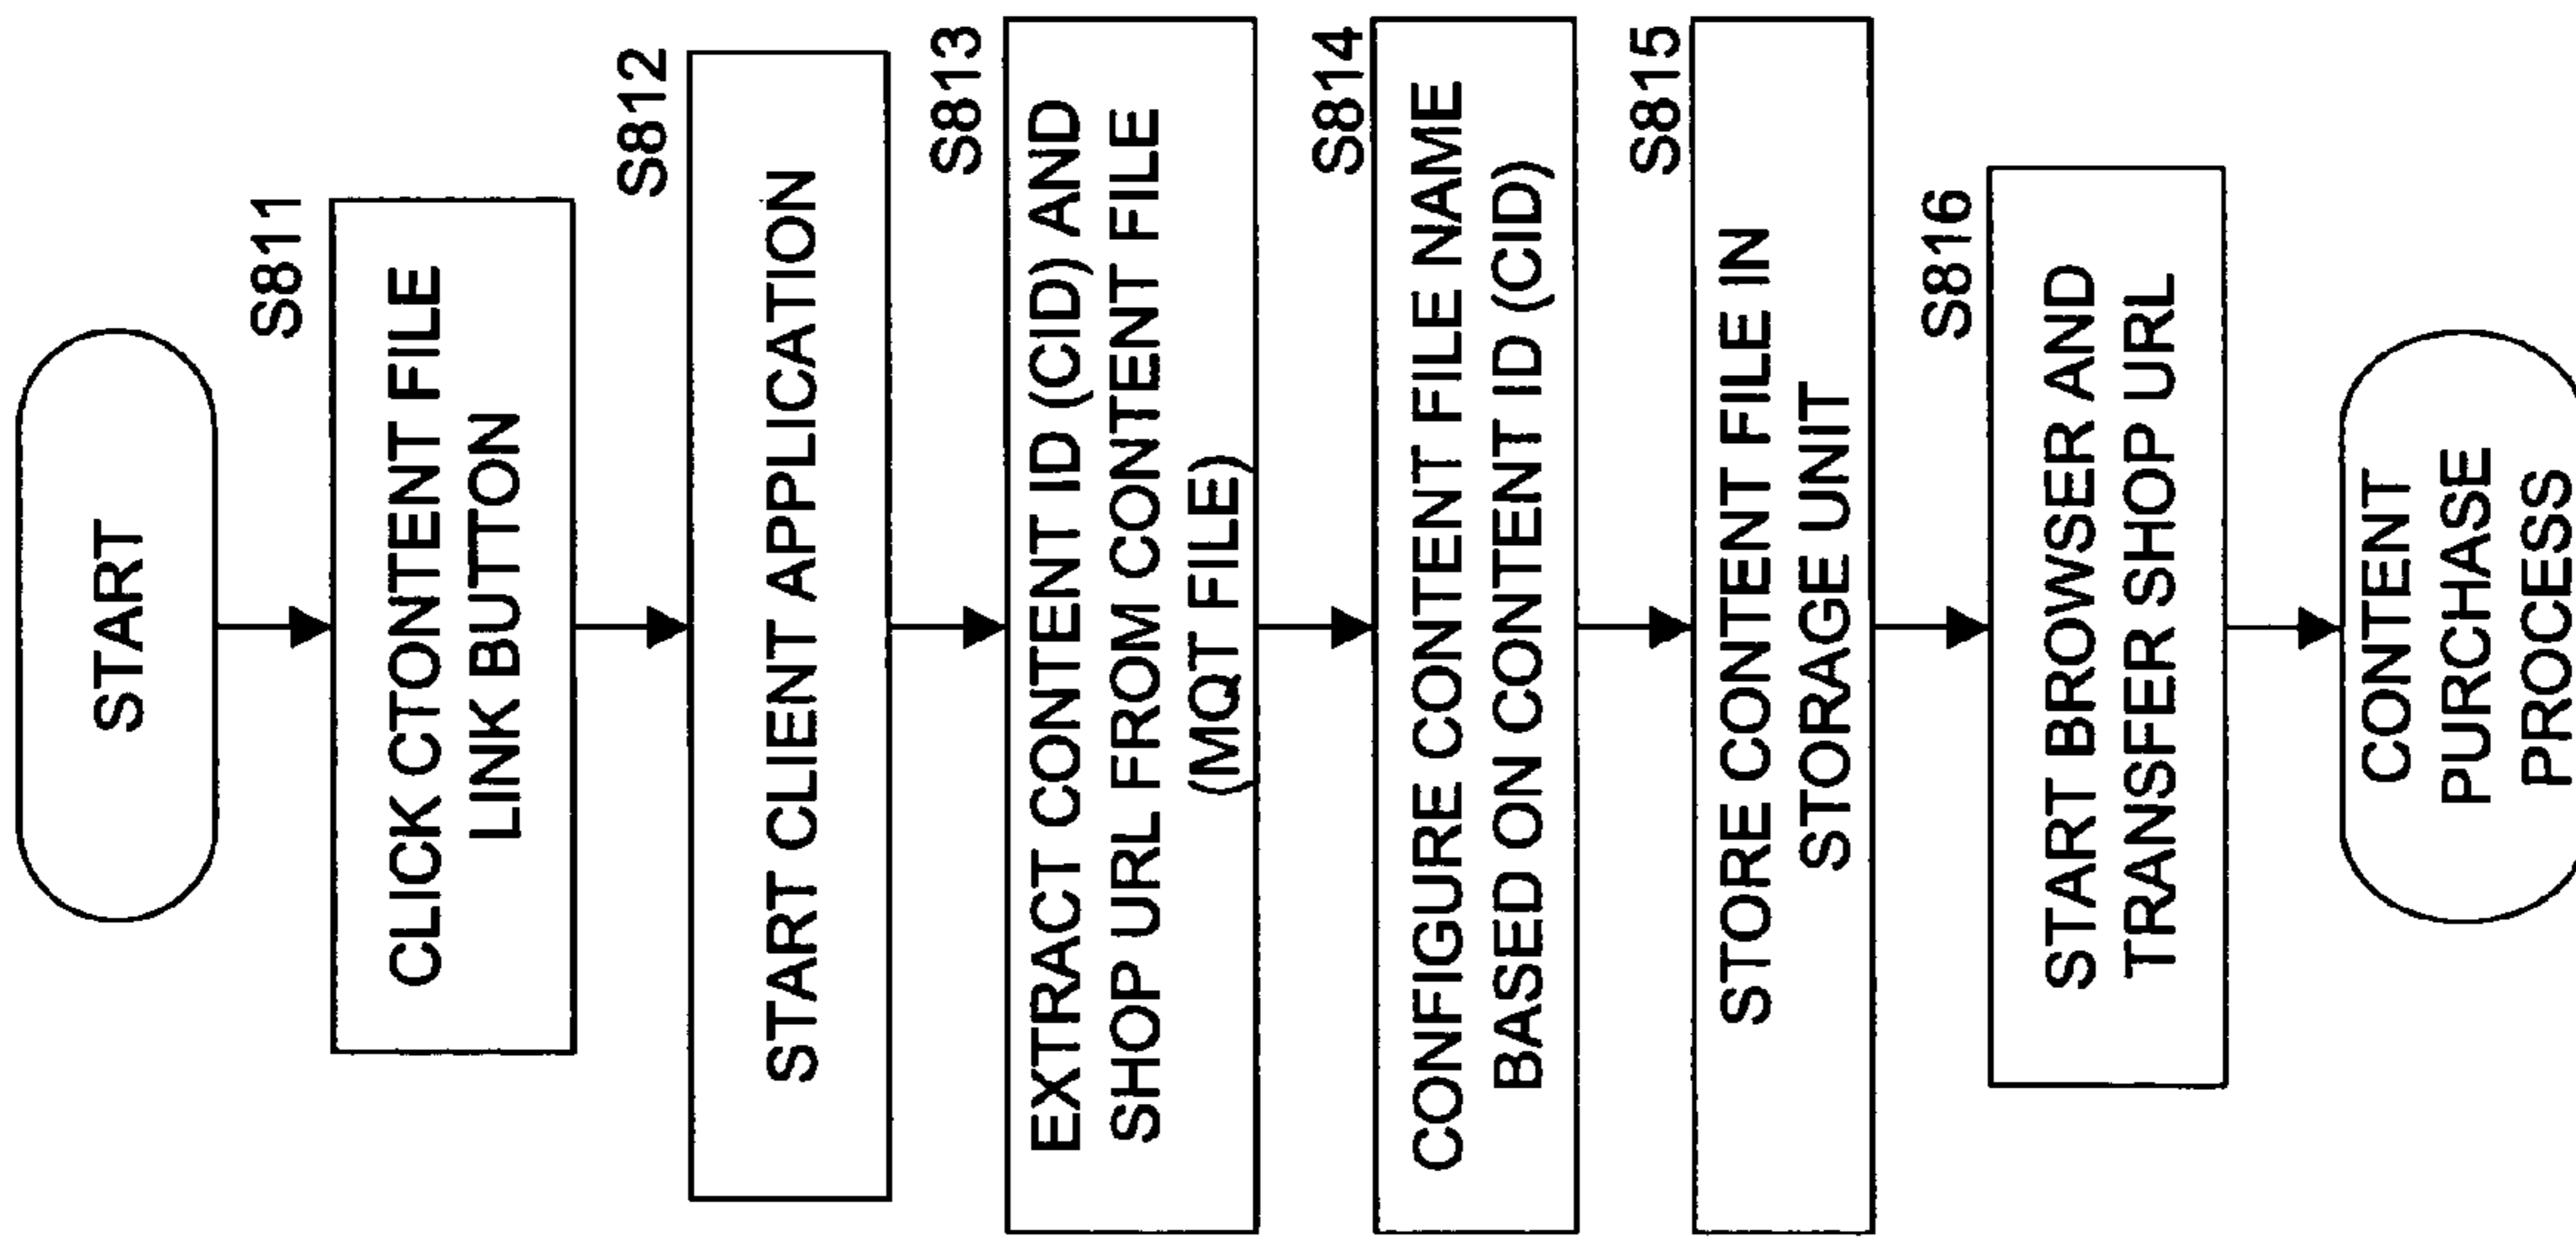 START
S811
CLICK CTONTENT FILE
LINK BUTTON
S812
START CLIENT APPLICATION
S813
EXTRACT CONTENT ID (CID) AND
SHOP URL FROM CONTENT FILE
(MQT FILE)
S814
CONFIGURE CONTENT FILE NAME
BASED ON CONTENT ID (CID)
S815
STORE CONTENT FILE IN
STORAGE UNIT
S816
START BROWSER AND
TRANSFER SHOP URL
CONTENT
PURCHASE
PROCESS